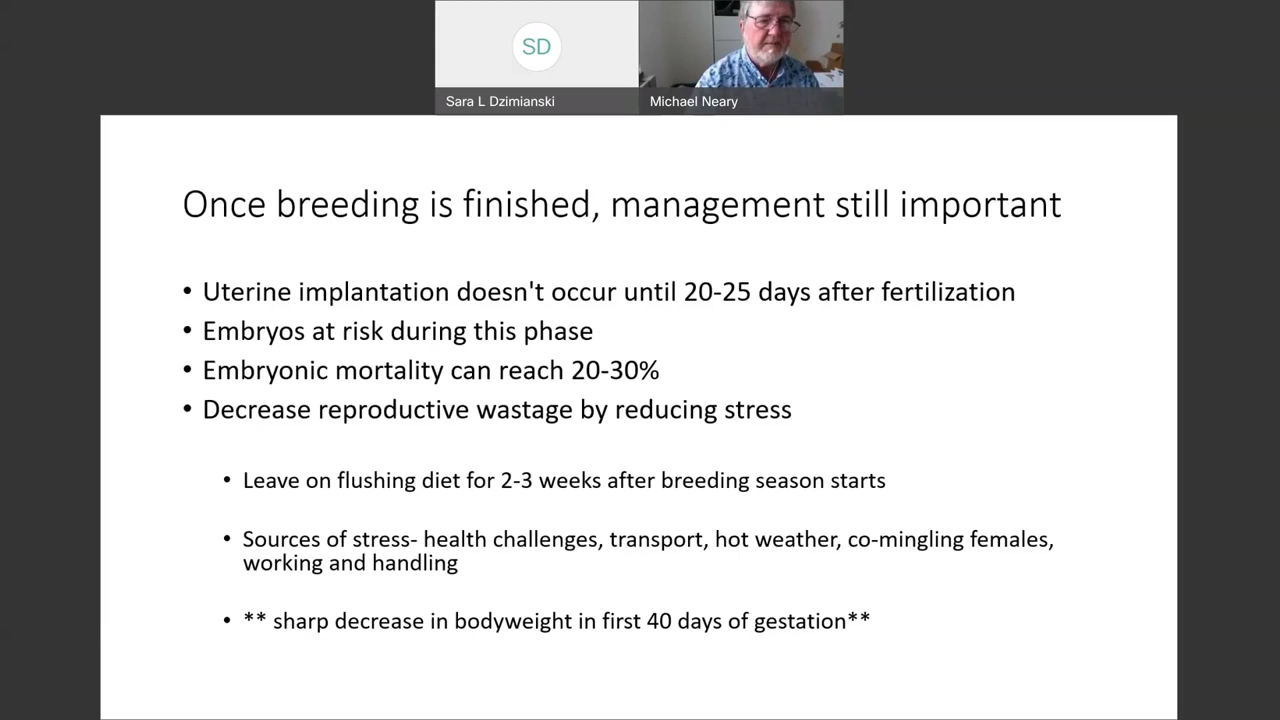 SD
Sara L Dzimianski
Michael Neary
Once breeding is finished, management still important
• Uterine implantation doesn't occur until 20-25 days after fertilization
• Embryos at risk during this phase
• Embryonic mortality can reach 20-30%
• Decrease reproductive wastage by reducing stress
• Leave on flushing diet for 2-3 weeks after breeding season starts
• Sources of stress- health challenges, transport, hot weather, co-mingling females,
working and handling
• ** sharp decrease in bodyweight in first 40 days of gestation**